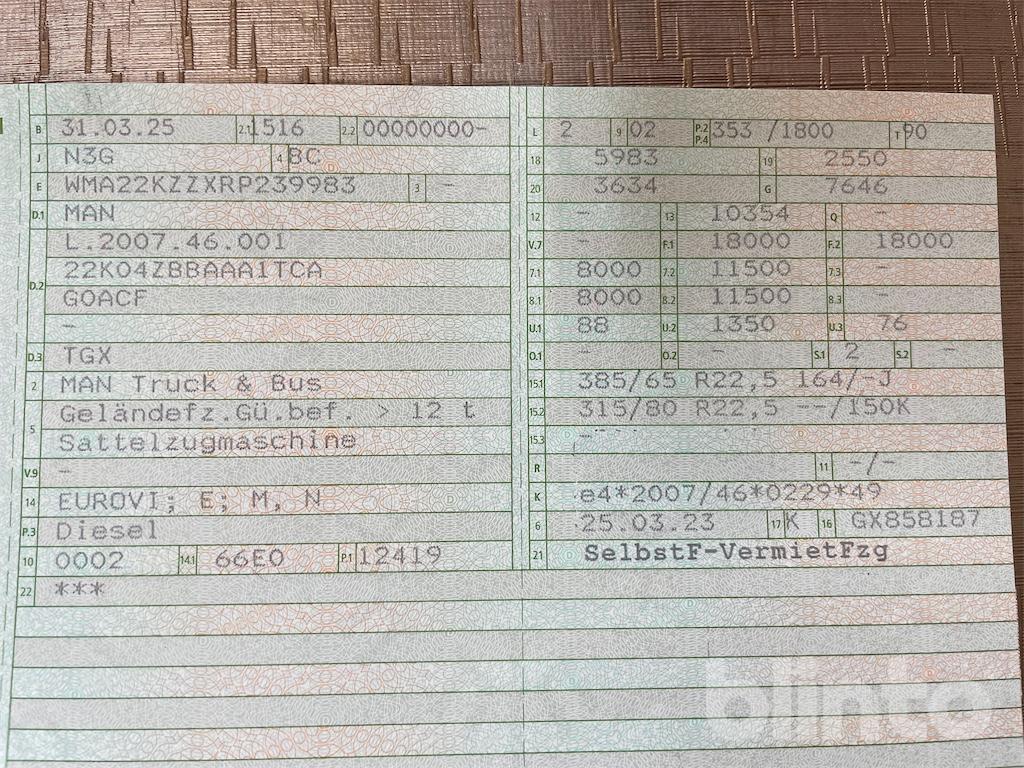 B 31.03.25 2.1 1516 2.2 00000000-
J N3G 4 BC
E WMA22KZZXRP239983 3 -
D.1 MAN
D.2 L.2007.46.001
22K04ZBBAAA1TCA
GOACF
-
D.3 TGX
2 MAN Truck & Bus
5 Geländefz.Gü.bef. > 12 t
Sattelzugmaschine
V.9 -
14 EUROVI; E; M, N
P.3 Diesel
10 0002 14.1 66E0 P.1 12419
22 ***
L 2 9 02 P.2 P.4 353 /1800 T 90
18 5983 19 2550
20 3634 G 7646
12 - 13 10354 Q -
V.7 - F.1 18000 F.2 18000
7.1 8000 7.2 11500 7.3 -
8.1 8000 8.2 11500 8.3 -
U.1 88 U.2 1350 U.3 76
O.1 - O.2 - S.1 2 S.2 -
15.1 385/65 R22,5 164/-J
15.2 315/80 R22,5 --/150K
15.3 -
R 11 -/-
K e4*2007/46*0229*49
6 25.03.23 17 K 16 GX858187
21 SelbstF-VermietFzg
blinto